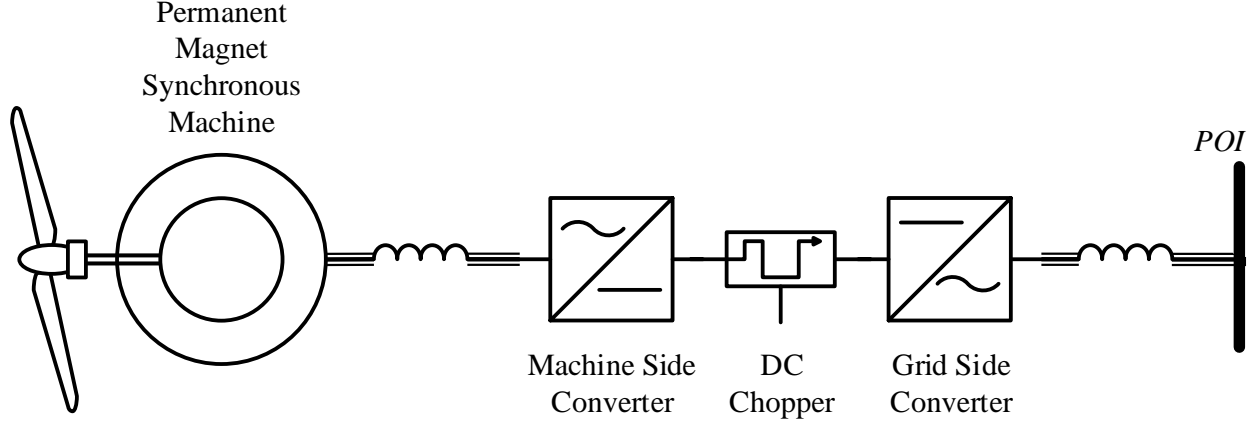 Permanent
Magnet
Synchronous
Machine
POI
Machine Side
Converter
DC
Chopper
Grid Side
Converter